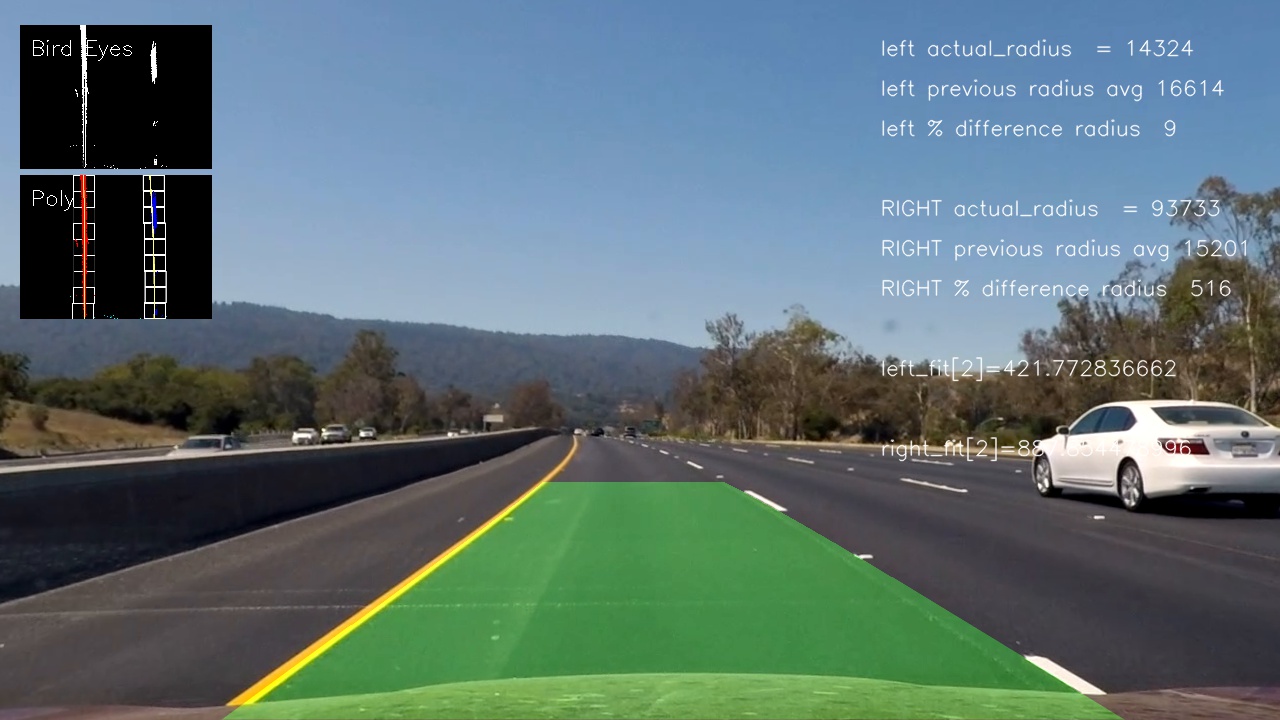 Bird Eyes
Poly
left actual_radius = 14324
left previous radius avg 16614
left % difference radius 9
RIGHT actual_radius = 93733
RIGHT previous radius avg 15201
RIGHT % difference radius 516
left_fit[2]=421.772836662